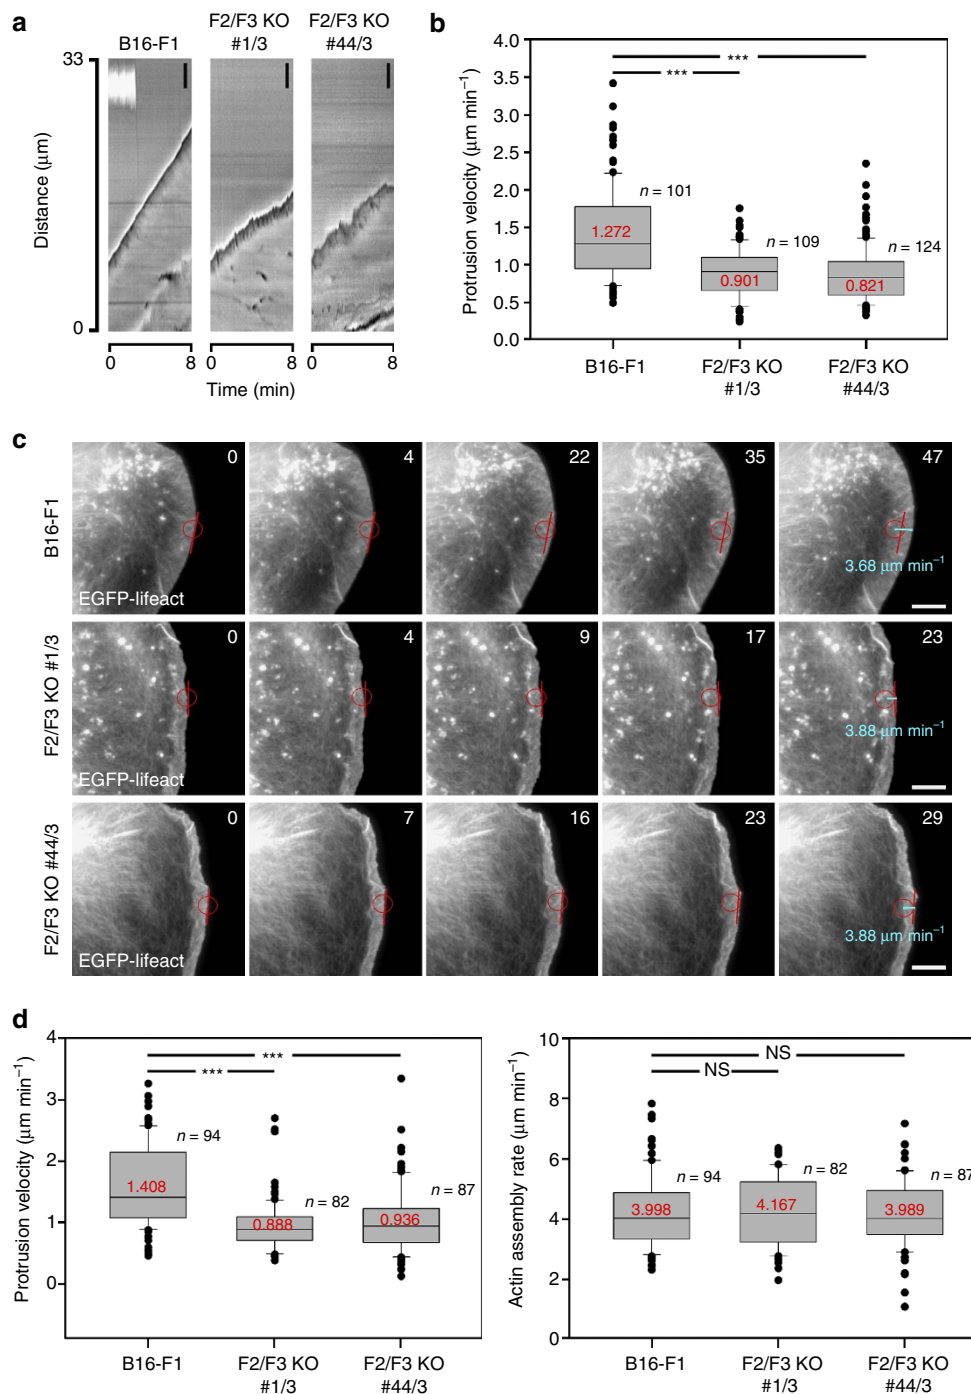 a
B16-F1
F2/F3 KO
#1/3
F2/F3 KO
#44/3
33
Distance (μm)
0
0 8
0 8
0 8
Time (min)
b
Protrusion velocity (μm min⁻¹)
4.0
3.5
3.0
2.5
2.0
1.5
1.0
0.5
0.0
***
***
n = 101
1.272
n = 109
0.901
n = 124
0.821
B16-F1
F2/F3 KO
#1/3
F2/F3 KO
#44/3
c
B16-F1
0 4 22 35 47
3.68 μm min⁻¹
EGFP-lifeact
F2/F3 KO #1/3
0 4 9 17 23
3.88 μm min⁻¹
EGFP-lifeact
F2/F3 KO #44/3
0 7 16 23 29
3.88 μm min⁻¹
EGFP-lifeact
d
Protrusion velocity (μm min⁻¹)
4
3
2
1
0
***
***
n = 94
1.408
n = 82
0.888
n = 87
0.936
B16-F1
F2/F3 KO
#1/3
F2/F3 KO
#44/3
Actin assembly rate (μm min⁻¹)
10
8
6
4
2
0
NS
NS
n = 94
3.998
n = 82
4.167
n = 87
3.989
B16-F1
F2/F3 KO
#1/3
F2/F3 KO
#44/3